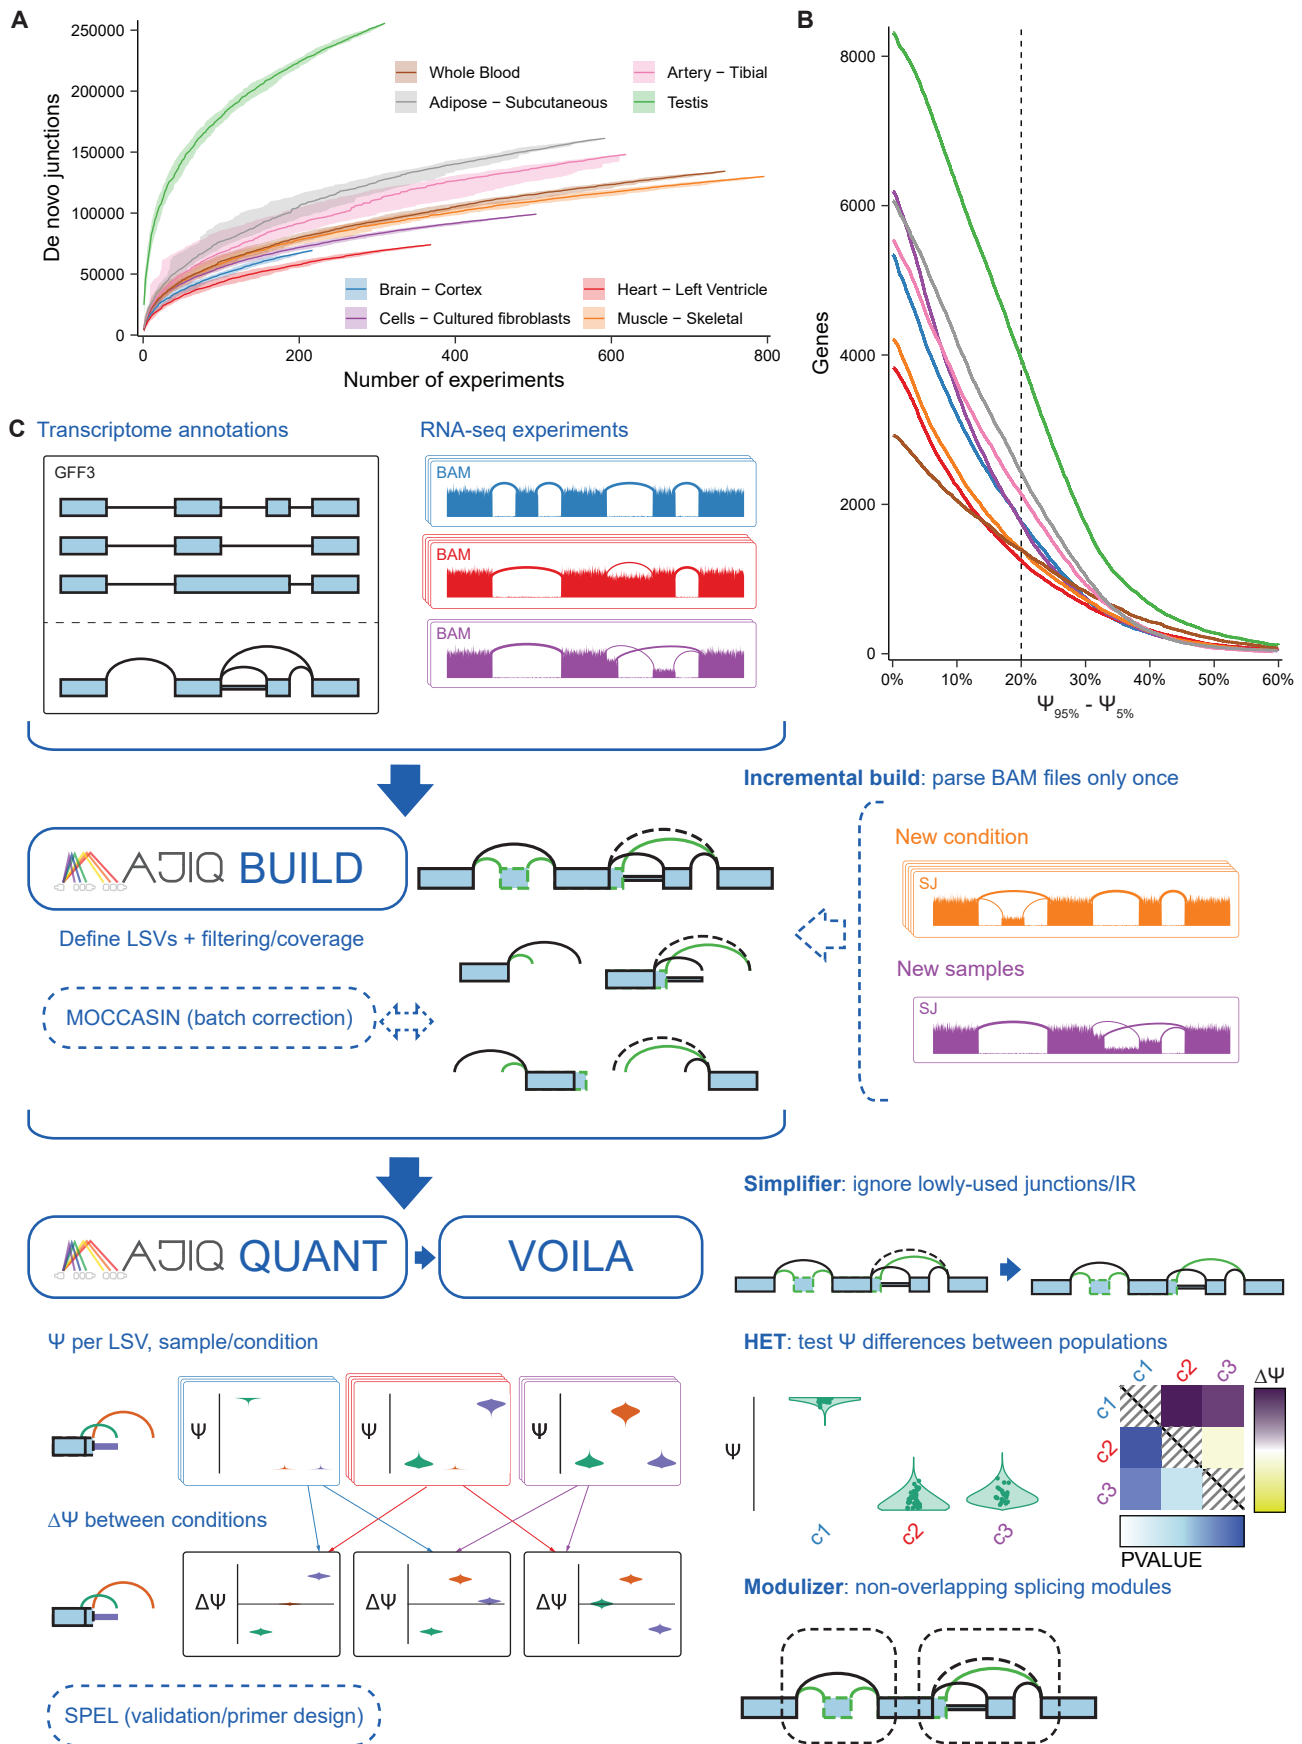 A
250000
200000
150000
100000
50000
0
De novo junctions
Whole Blood
Adipose − Subcutaneous
Artery − Tibial
Testis
Brain − Cortex
Cells − Cultured fibroblasts
Heart − Left Ventricle
Muscle − Skeletal
0 200 400 600 800
Number of experiments
B
8000
6000
4000
2000
0
Genes
0% 10% 20% 30% 40% 50% 60%
Ψ95% - Ψ5%
C Transcriptome annotations
GFF3
RNA-seq experiments
BAM
BAM
BAM
AJIQ BUILD
Define LSVs + filtering/coverage
MOCCASIN (batch correction)
Incremental build: parse BAM files only once
New condition
SJ
New samples
SJ
AJIQ QUANT
VOILA
Ψ per LSV, sample/condition
Ψ
Ψ
Ψ
ΔΨ between conditions
ΔΨ
ΔΨ
ΔΨ
SPEL (validation/primer design)
Simplifier: ignore lowly-used junctions/IR
HET: test Ψ differences between populations
Ψ
c1 c2 c3
c1 c2 c3
c1
c2
c3
ΔΨ
PVALUE
Modulizer: non-overlapping splicing modules